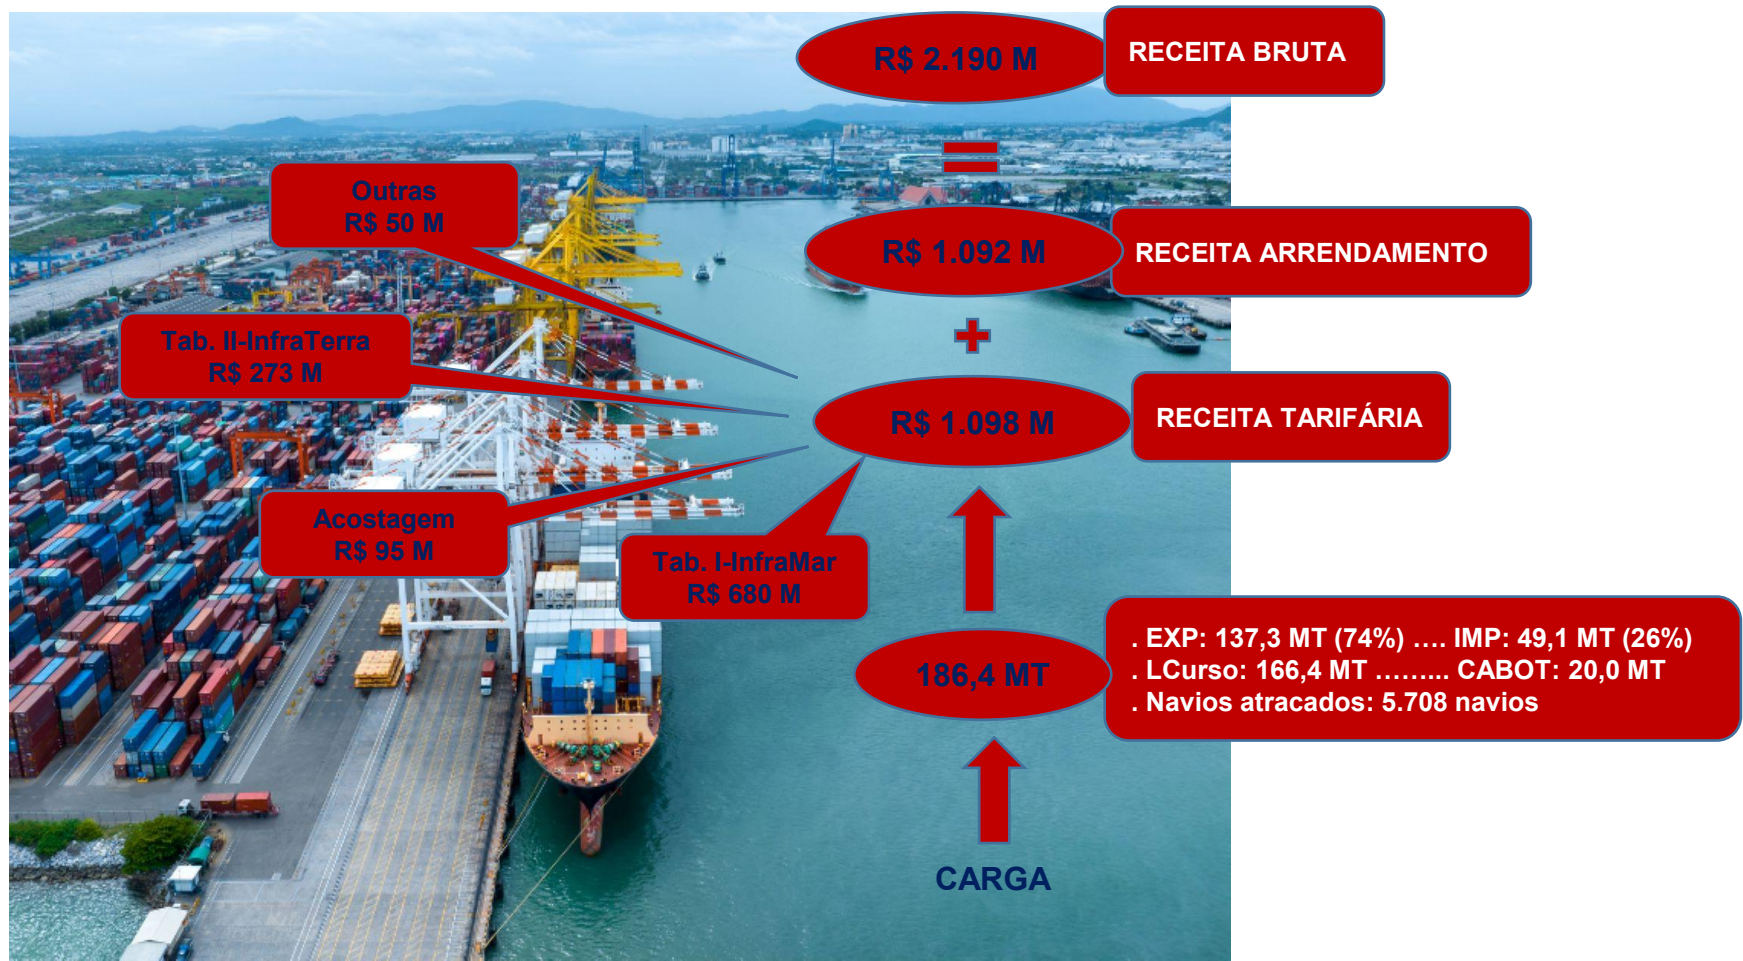 R$ 2.190 M
RECEITA BRUTA
=
Outras
R$ 50 M
R$ 1.092 M
RECEITA ARRENDAMENTO
+
Tab. II-InfraTerra
R$ 273 M
R$ 1.098 M
RECEITA TARIFÁRIA
Acostagem
R$ 95 M
Tab. I-InfraMar
R$ 680 M
186,4 MT
. EXP: 137,3 MT (74%) …. IMP: 49,1 MT (26%)
. LCurso: 166,4 MT ……... CABOT: 20,0 MT
. Navios atracados: 5.708 navios
CARGA